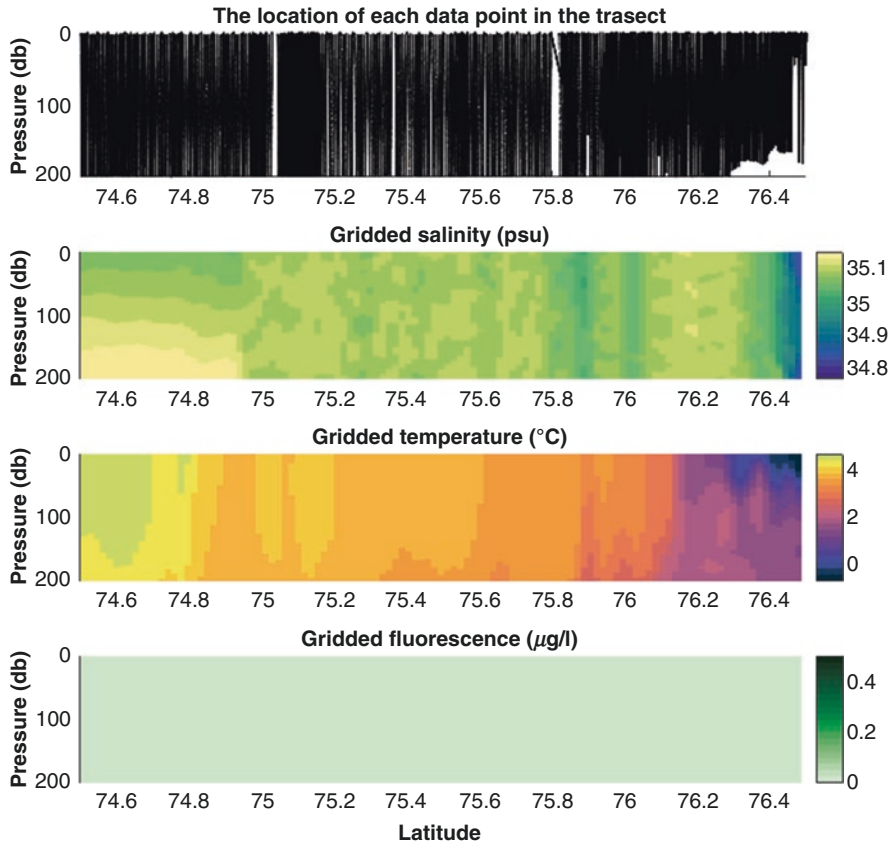 The location of each data point in the trasect
Pressure (db)
0
100
200
74.6 74.8 75 75.2 75.4 75.6 75.8 76 76.2 76.4
Gridded salinity (psu)
Pressure (db)
0
100
200
74.6 74.8 75 75.2 75.4 75.6 75.8 76 76.2 76.4
35.1
35
34.9
34.8
Gridded temperature (°C)
Pressure (db)
0
100
200
74.6 74.8 75 75.2 75.4 75.6 75.8 76 76.2 76.4
4
2
0
Gridded fluorescence (µg/l)
Pressure (db)
0
100
200
74.6 74.8 75 75.2 75.4 75.6 75.8 76 76.2 76.4
0.4
0.2
0
Latitude